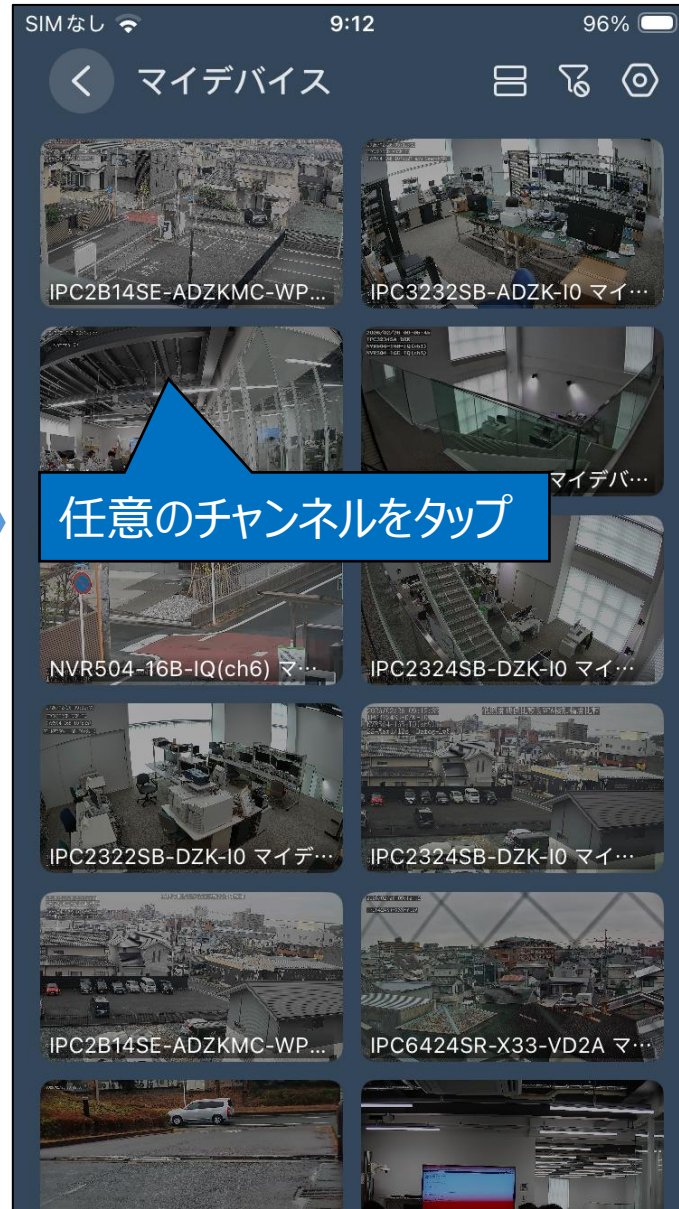 SIMなし 9:12 96%
マイデバイス
IPC2B14SE-ADZKMC-WP...
IPC3232SB-ADZK-I0 マイ…
マイデバ…
任意のチャンネルをタップ
NVR504-16B-IQ(ch6) マ…
IPC2324SB-DZK-I0 マイ…
IPC2322SB-DZK-I0 マイデ…
IPC2324SB-DZK-I0 マイ…
IPC2B14SE-ADZKMC-WP...
IPC6424SR-X33-VD2A マ…